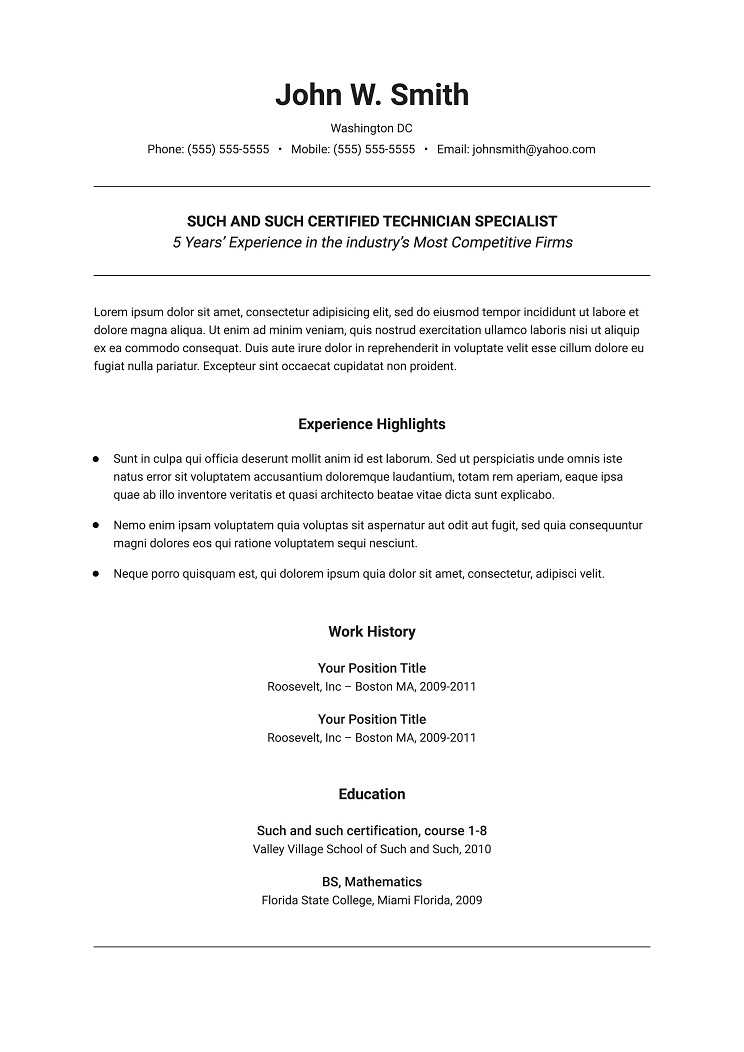 John W. Smith
Washington DC
Phone: (555) 555-5555 • Mobile: (555) 555-5555 • Email: johnsmith@yahoo.com
SUCH AND SUCH CERTIFIED TECHNICIAN SPECIALIST
5 Years’ Experience in the industry’s Most Competitive Firms
Lorem ipsum dolor sit amet, consectetur adipisicing elit, sed do eiusmod tempor incididunt ut labore et
dolore magna aliqua. Ut enim ad minim veniam, quis nostrud exercitation ullamco laboris nisi ut aliquip
ex ea commodo consequat. Duis aute irure dolor in reprehenderit in voluptate velit esse cillum dolore eu
fugiat nulla pariatur. Excepteur sint occaecat cupidatat non proident.
Experience Highlights
● Sunt in culpa qui officia deserunt mollit anim id est laborum. Sed ut perspiciatis unde omnis iste
natus error sit voluptatem accusantium doloremque laudantium, totam rem aperiam, eaque ipsa
quae ab illo inventore veritatis et quasi architecto beatae vitae dicta sunt explicabo.
● Nemo enim ipsam voluptatem quia voluptas sit aspernatur aut odit aut fugit, sed quia consequuntur
magni dolores eos qui ratione voluptatem sequi nesciunt.
● Neque porro quisquam est, qui dolorem ipsum quia dolor sit amet, consectetur, adipisci velit.
Work History
Your Position Title
Roosevelt, Inc – Boston MA, 2009-2011
Your Position Title
Roosevelt, Inc – Boston MA, 2009-2011
Education
Such and such certification, course 1-8
Valley Village School of Such and Such, 2010
BS, Mathematics
Florida State College, Miami Florida, 2009